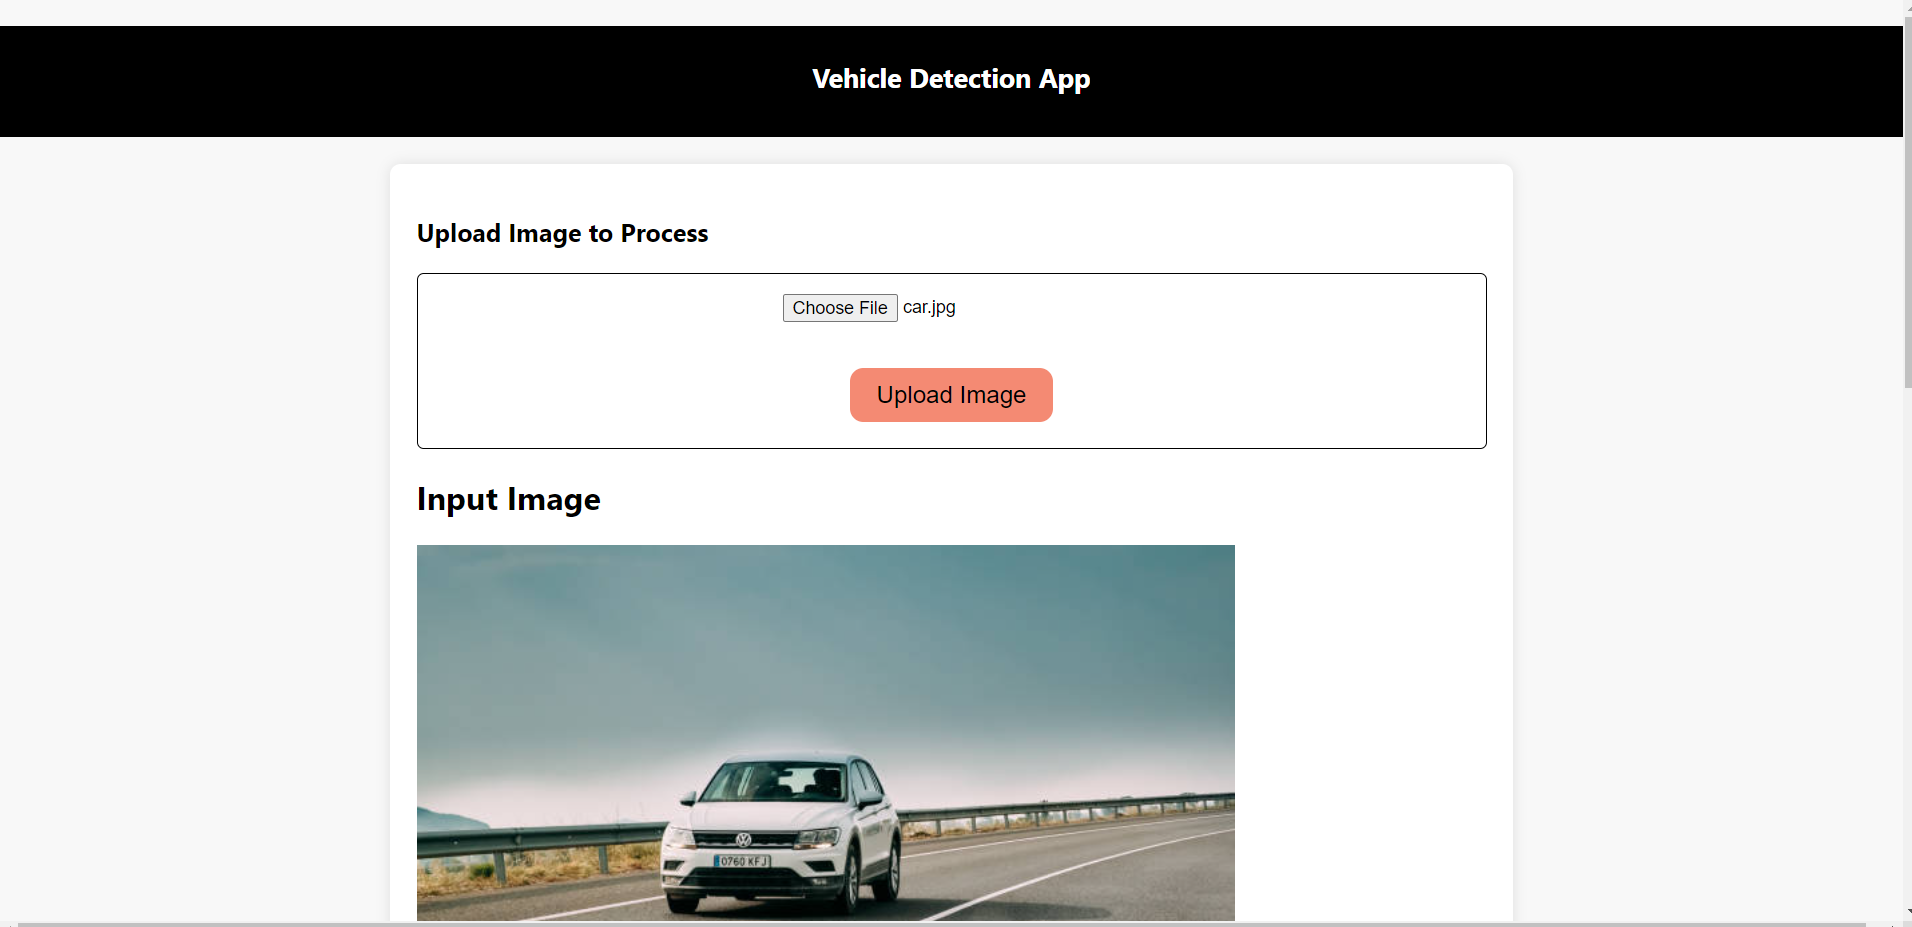 Vehicle Detection App
Upload Image to Process
Choose File car.jpg
Upload Image
Input Image
0760 KFJ